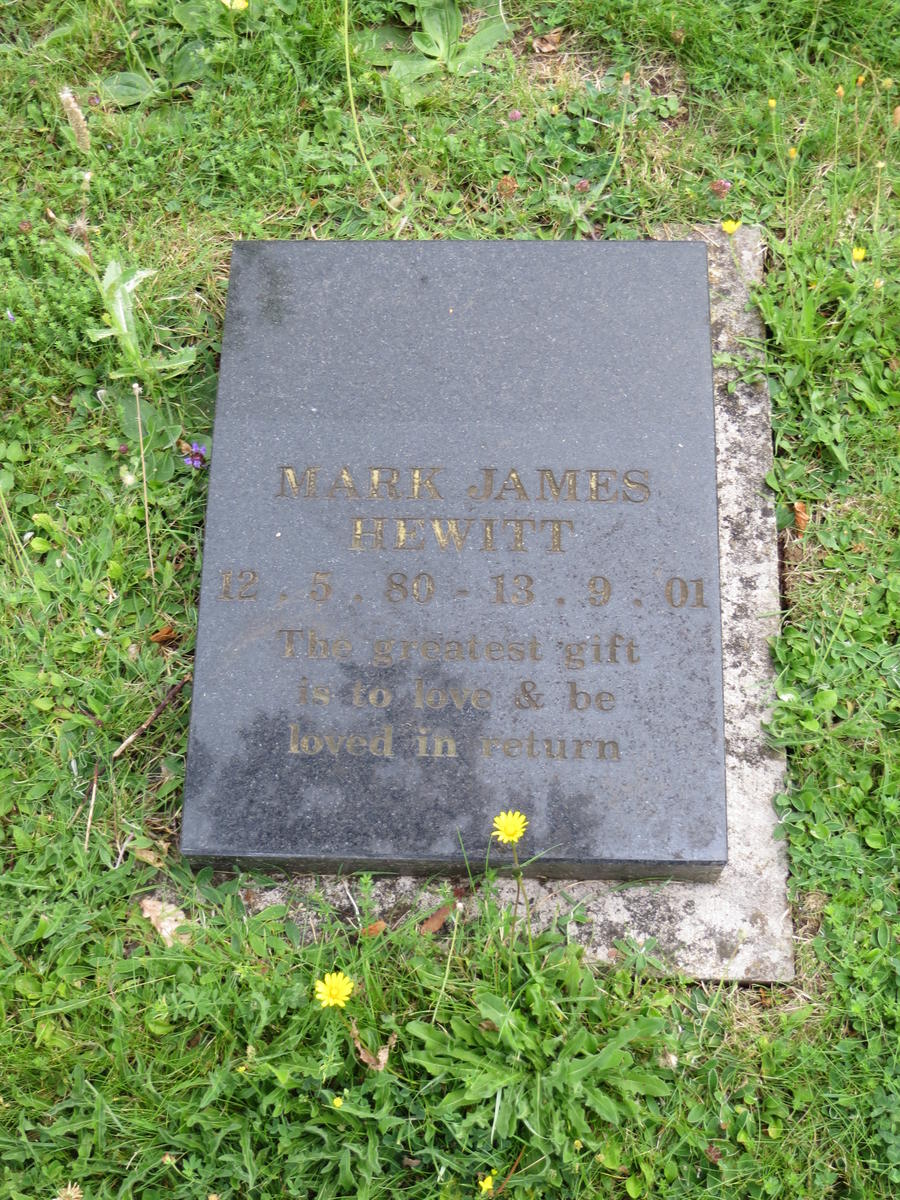 MARK JAMES
HEWITT
12 . 5 . 80 - 13 . 9 . 01
The greatest gift
is to love & be
loved in return